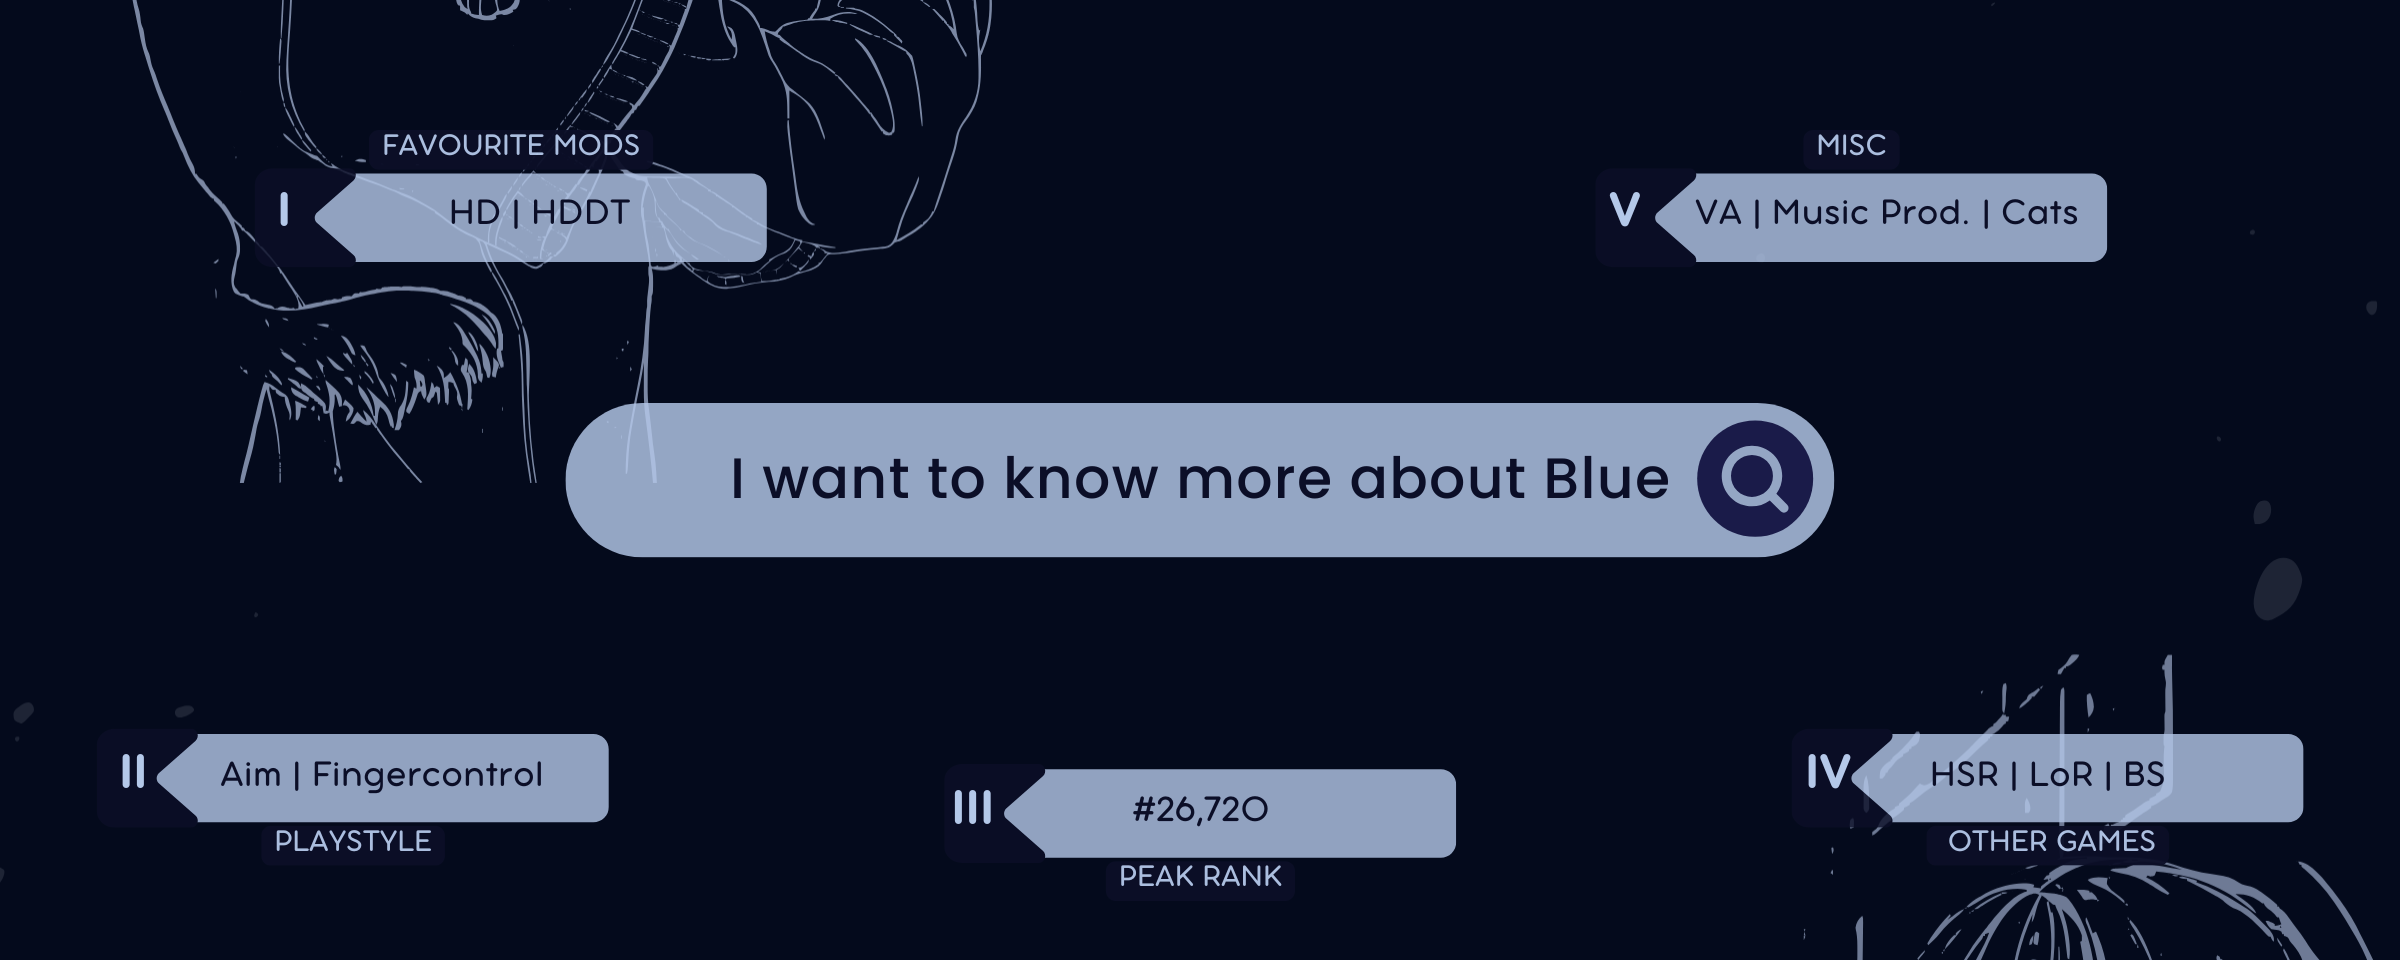 FAVOURITE MODS
I
HD | HDDT
MISC
V
VA | Music Prod. | Cats
I want to know more about Blue
II
Aim | Fingercontrol
PLAYSTYLE
III
#26,720
PEAK RANK
IV
HSR | LoR | BS
OTHER GAMES